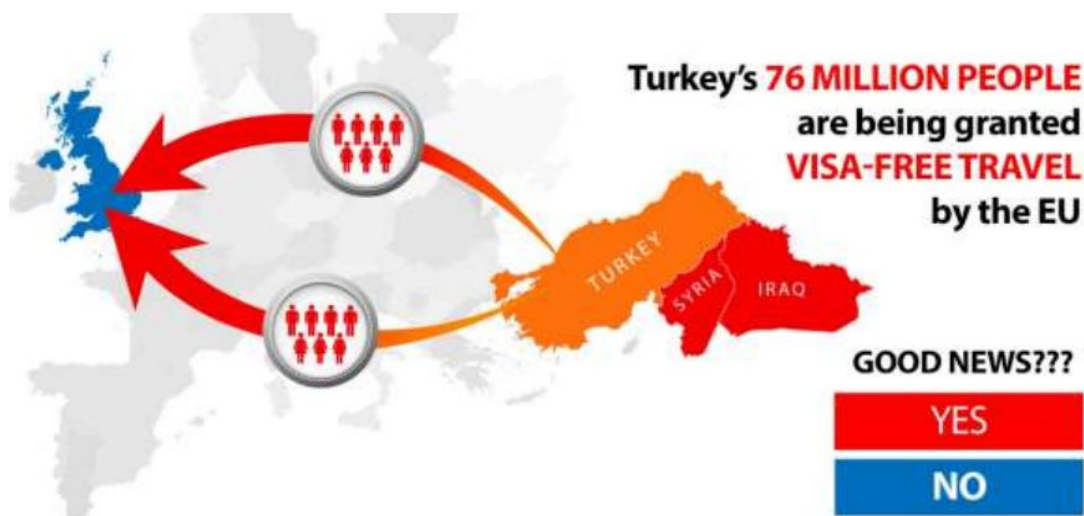 Turkey's 76 MILLION PEOPLE
are being granted
VISA-FREE TRAVEL
by the EU
TURKEY
SYRIA
IRAQ
GOOD NEWS???
YES
NO